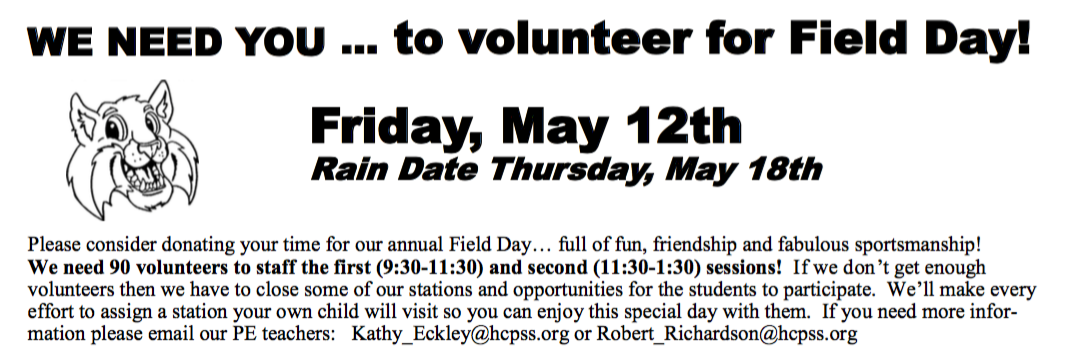 WE NEED YOU ... to volunteer for Field Day!
Friday, May 12th
Rain Date Thursday, May 18th
Please consider donating your time for our annual Field Day… full of fun, friendship and fabulous sportsmanship!
We need 90 volunteers to staff the first (9:30-11:30) and second (11:30-1:30) sessions!  If we don’t get enough
volunteers then we have to close some of our stations and opportunities for the students to participate.  We’ll make every
effort to assign a station your own child will visit so you can enjoy this special day with them.  If you need more infor-
mation please email our PE teachers:   Kathy_Eckley@hcpss.org or Robert_Richardson@hcpss.org